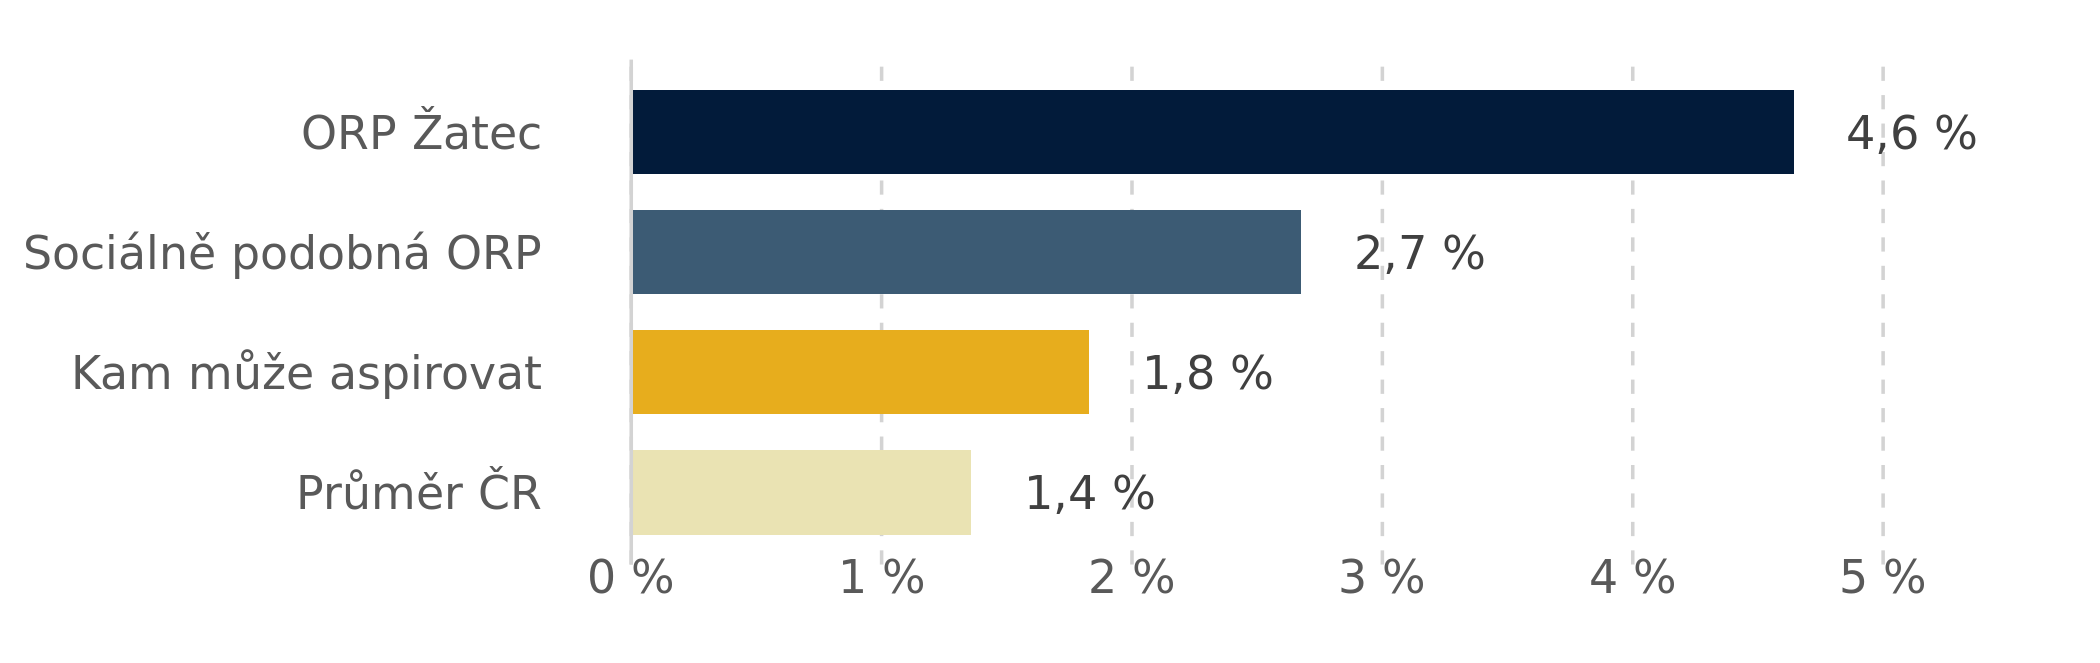 ORP Žatec 4,6 %
Sociálně podobná ORP 2,7 %
Kam může aspirovat 1,8 %
Průměr ČR 1,4 %
0 % 1 % 2 % 3 % 4 % 5 %